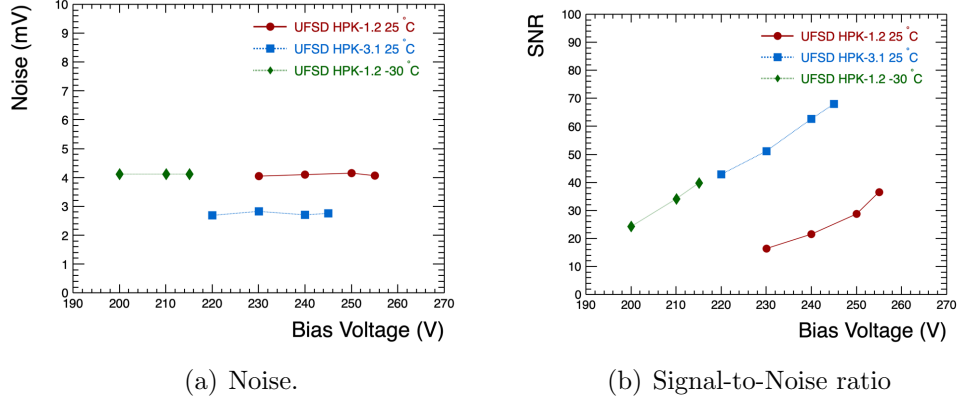 Noise (mV)
10
9
8
7
6
5
4
3
2
1
0
UFSD HPK-1.2 25 °C
UFSD HPK-3.1 25 °C
UFSD HPK-1.2 -30 °C
190 200 210 220 230 240 250 260 270
Bias Voltage (V)
(a) Noise.
SNR
100
90
80
70
60
50
40
30
20
10
0
UFSD HPK-1.2 25 °C
UFSD HPK-3.1 25 °C
UFSD HPK-1.2 -30 °C
190 200 210 220 230 240 250 260 270
Bias Voltage (V)
(b) Signal-to-Noise ratio